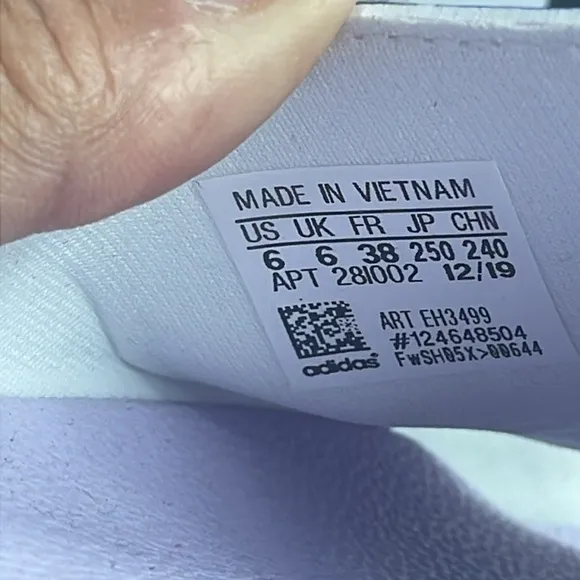 MADE IN VIETNAM
US UK FR JP CHN
6 6 38 250 240
APT 281002 12/19
ART EH3499
#124648504
FwSH05X>00644
adidas